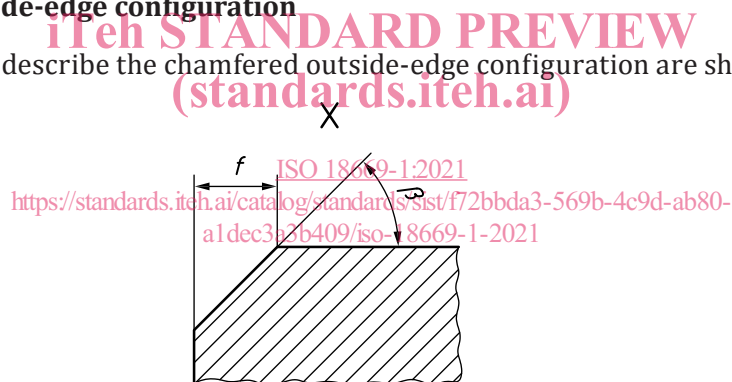 de-edge configuration
iTeh STANDARD PREVIEW
describe the chamfered outside-edge configuration are sh
(standards.iteh.ai)
X
f
ISO 18669-1:2021
β
https://standards.iteh.ai/catalog/standards/sist/f72bbda3-569b-4c9d-ab80-
a1dec3a3b409/iso-18669-1-2021